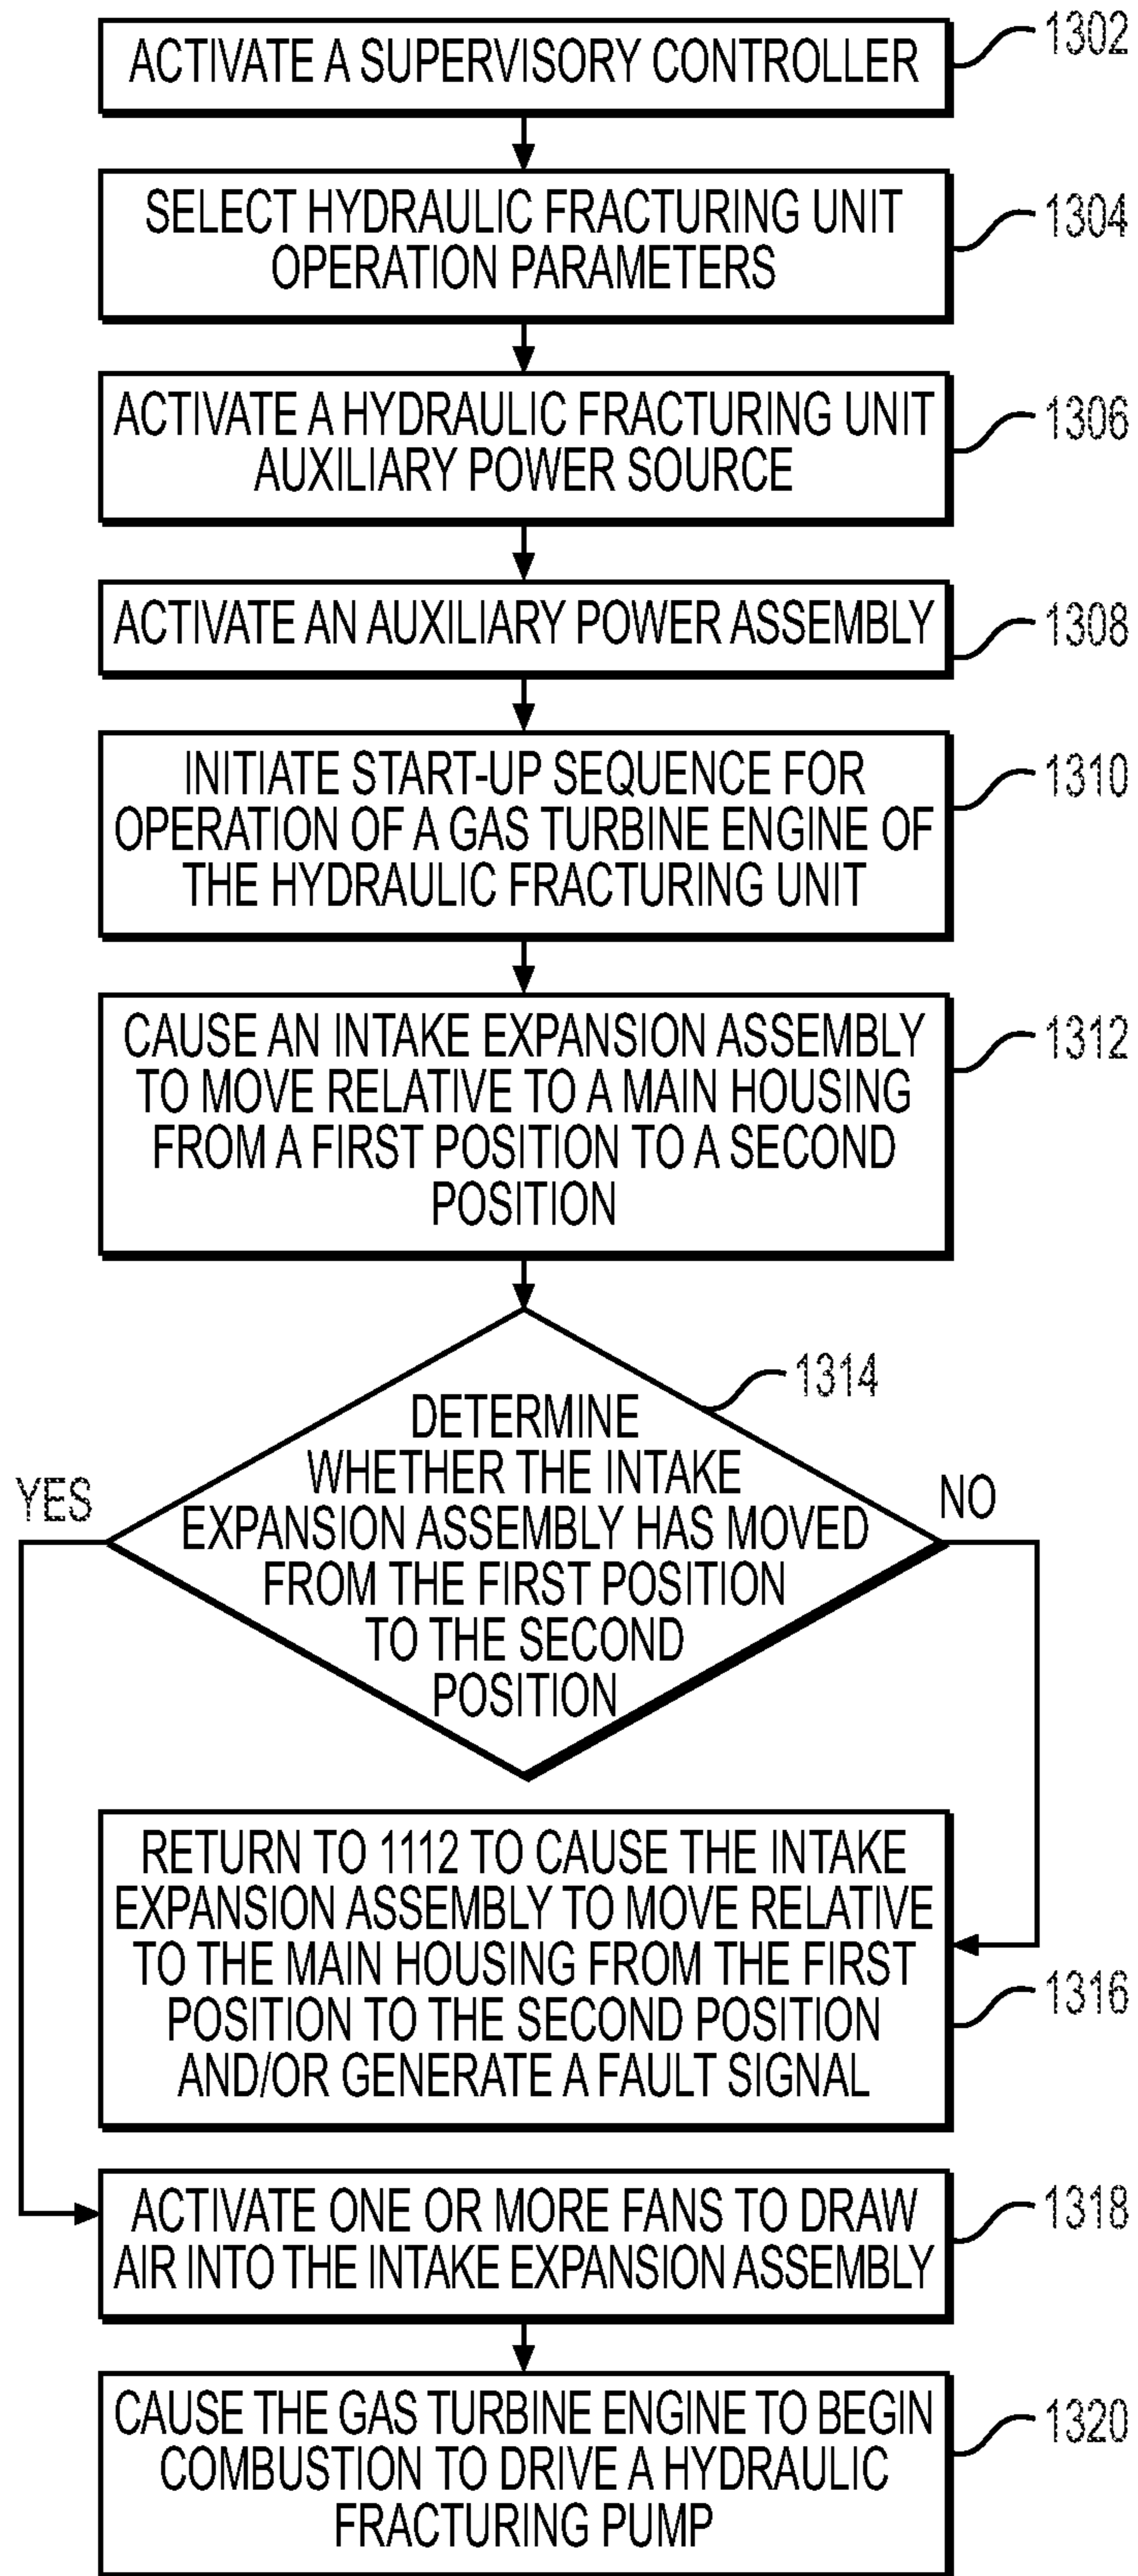 ACTIVATE A SUPERVISORY CONTROLLER
1302
SELECT HYDRAULIC FRACTURING UNIT
OPERATION PARAMETERS
1304
ACTIVATE A HYDRAULIC FRACTURING UNIT
AUXILIARY POWER SOURCE
1306
ACTIVATE AN AUXILIARY POWER ASSEMBLY
1308
INITIATE START-UP SEQUENCE FOR
OPERATION OF A GAS TURBINE ENGINE OF
THE HYDRAULIC FRACTURING UNIT
1310
CAUSE AN INTAKE EXPANSION ASSEMBLY
TO MOVE RELATIVE TO A MAIN HOUSING
FROM A FIRST POSITION TO A SECOND
POSITION
1312
1314
DETERMINE
WHETHER THE INTAKE
EXPANSION ASSEMBLY HAS MOVED
FROM THE FIRST POSITION
TO THE SECOND
POSITION
YES
NO
RETURN TO 1112 TO CAUSE THE INTAKE
EXPANSION ASSEMBLY TO MOVE RELATIVE
TO THE MAIN HOUSING FROM THE FIRST
POSITION TO THE SECOND POSITION
AND/OR GENERATE A FAULT SIGNAL
1316
ACTIVATE ONE OR MORE FANS TO DRAW
AIR INTO THE INTAKE EXPANSION ASSEMBLY
1318
CAUSE THE GAS TURBINE ENGINE TO BEGIN
COMBUSTION TO DRIVE A HYDRAULIC
FRACTURING PUMP
1320